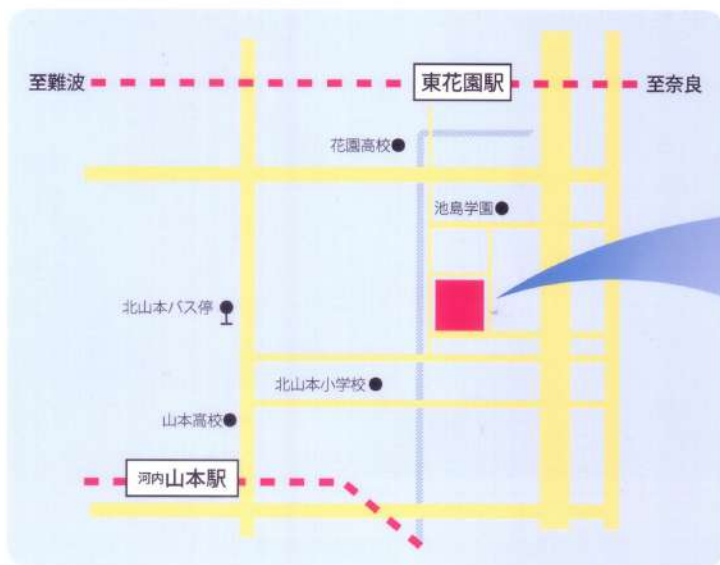 至難波
東花園駅
至奈良
花園高校
池島学園
北山本バス停
北山本小学校
山本高校
河内山本駅